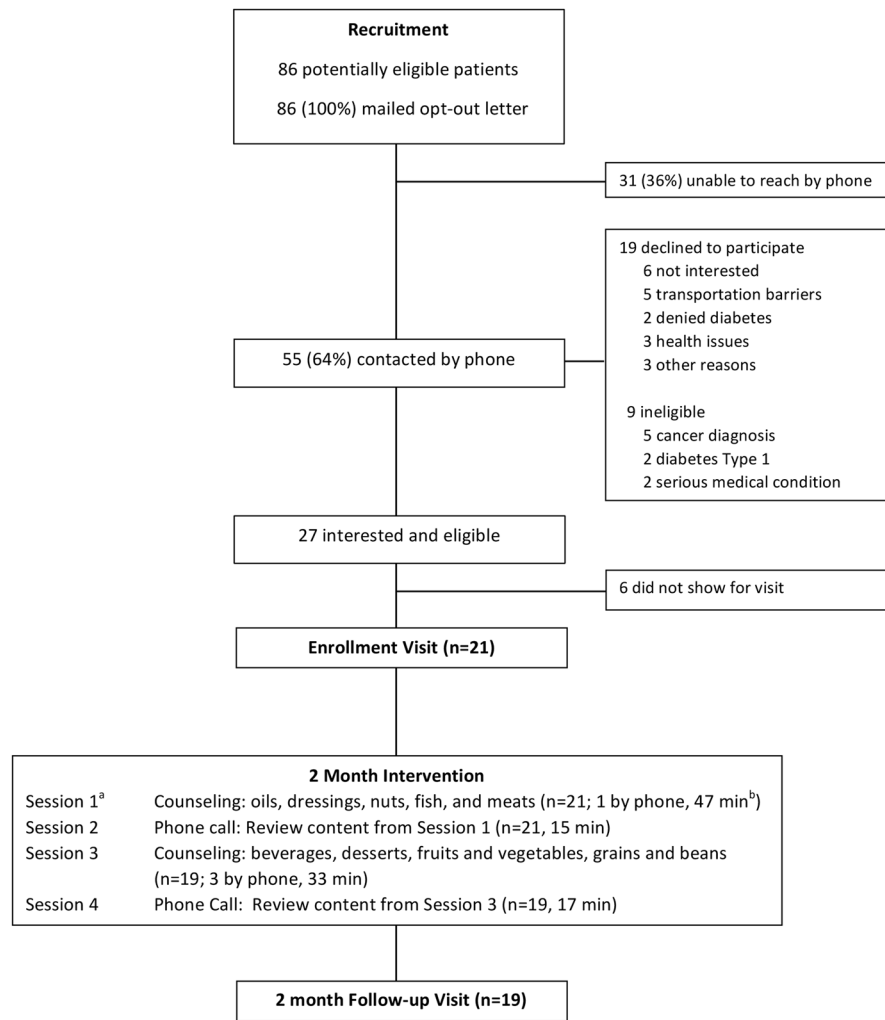 Recruitment
86 potentially eligible patients
86 (100%) mailed opt-out letter
31 (36%) unable to reach by phone
19 declined to participate
6 not interested
5 transportation barriers
2 denied diabetes
3 health issues
3 other reasons
9 ineligible
5 cancer diagnosis
2 diabetes Type 1
2 serious medical condition
55 (64%) contacted by phone
27 interested and eligible
6 did not show for visit
Enrollment Visit (n=21)
2 Month Intervention
Session 1a Counseling: oils, dressings, nuts, fish, and meats (n=21; 1 by phone, 47 minb)
Session 2 Phone call: Review content from Session 1 (n=21, 15 min)
Session 3 Counseling: beverages, desserts, fruits and vegetables, grains and beans
(n=19; 3 by phone, 33 min)
Session 4 Phone Call: Review content from Session 3 (n=19, 17 min)
2 month Follow-up Visit (n=19)